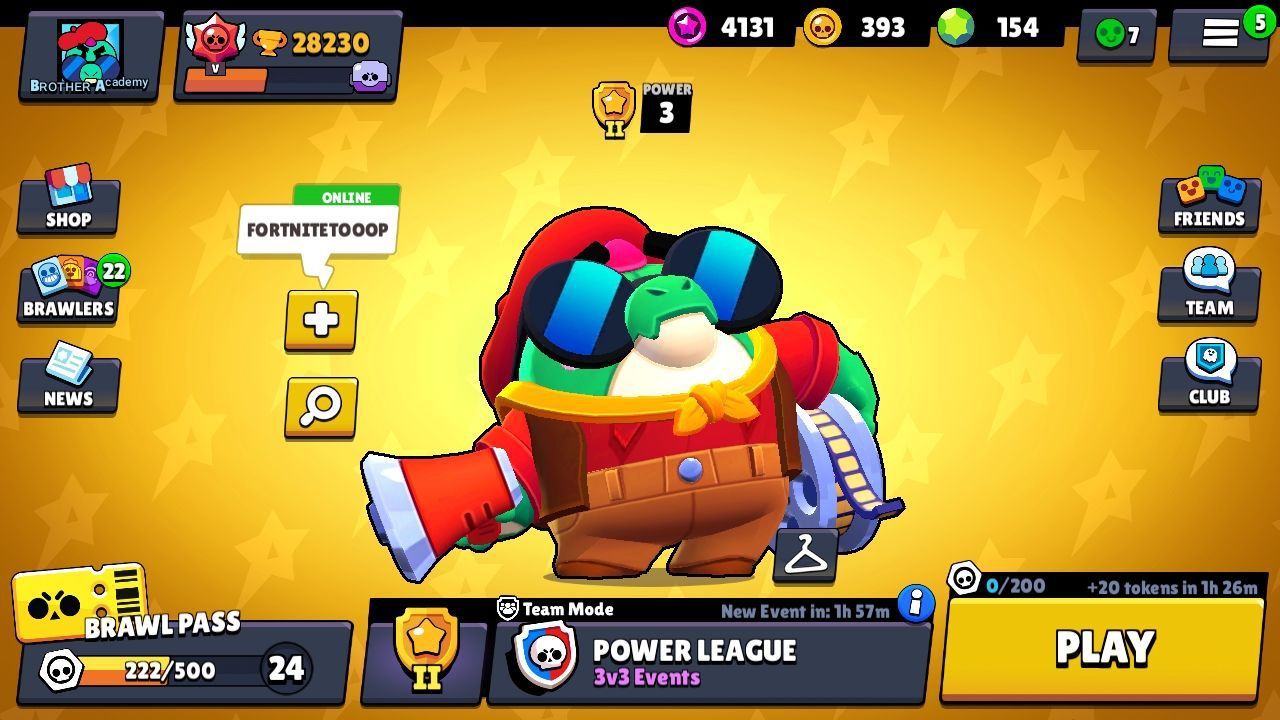 BROTHER Academy
V
28230
4131
393
154
7
5
II
POWER
3
SHOP
ONLINE
FORTNITETOOOP
FRIENDS
22
BRAWLERS
TEAM
NEWS
CLUB
BRAWL PASS
222/500
24
II
Team Mode
New Event in: 1h 57m
i
POWER LEAGUE
3v3 Events
0/200
+20 tokens in 1h 26m
PLAY